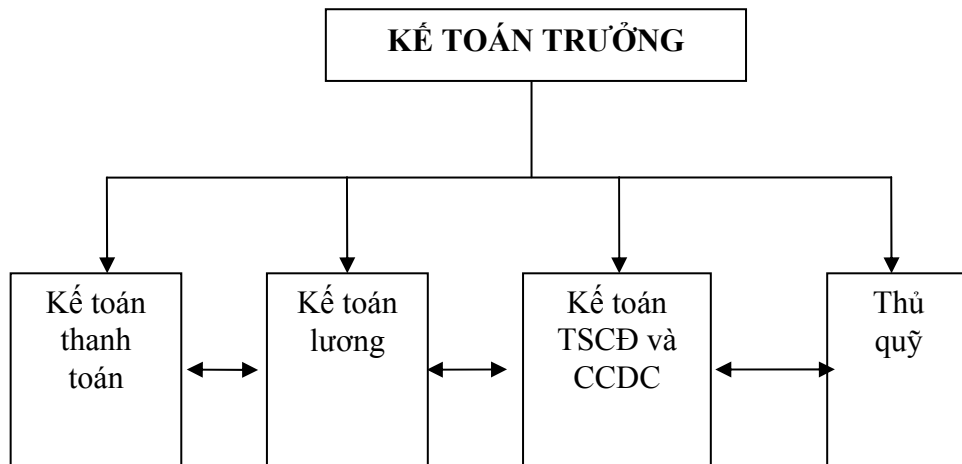 KẾ TOÁN TRƯỞNG
Kế toán
thanh
toán
Kế toán
lương
Kế toán
TSCĐ và
CCDC
Thủ
quỹ